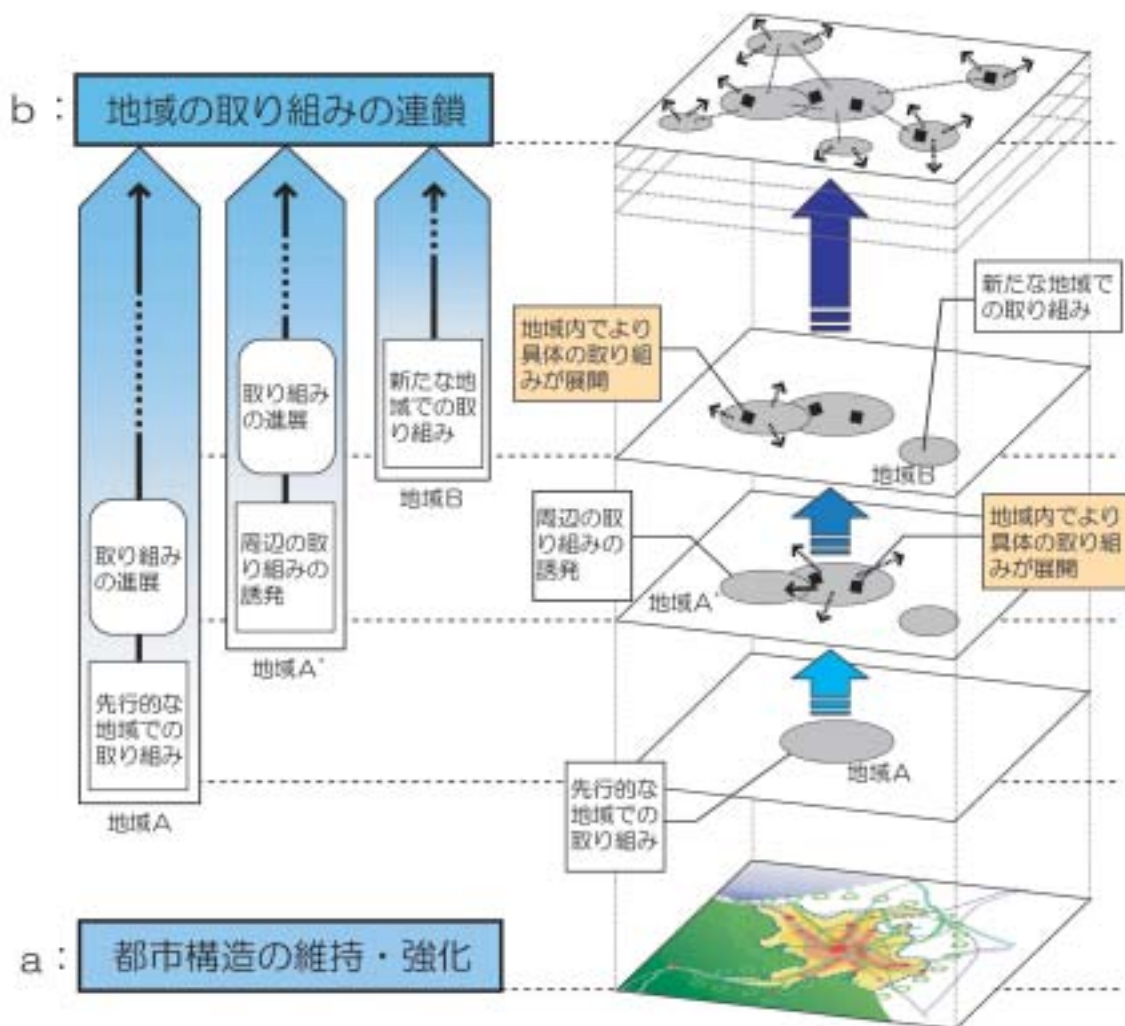 b：
地域の取り組みの連鎖
新たな地域で
の取り組み
地域内でより
具体の取り組
みが展開
取り組み
の進展
新たな地
域での取
り組み
地域B
地域B
周辺の取
り組みの
誘発
地域内でより
具体の取り組
みが展開
取り組み
の進展
周辺の取
り組みの
誘発
地域A'
地域A'
先行的な
地域での
取り組み
地域A
地域A
先行的な
地域での
取り組み
a：
都市構造の維持・強化